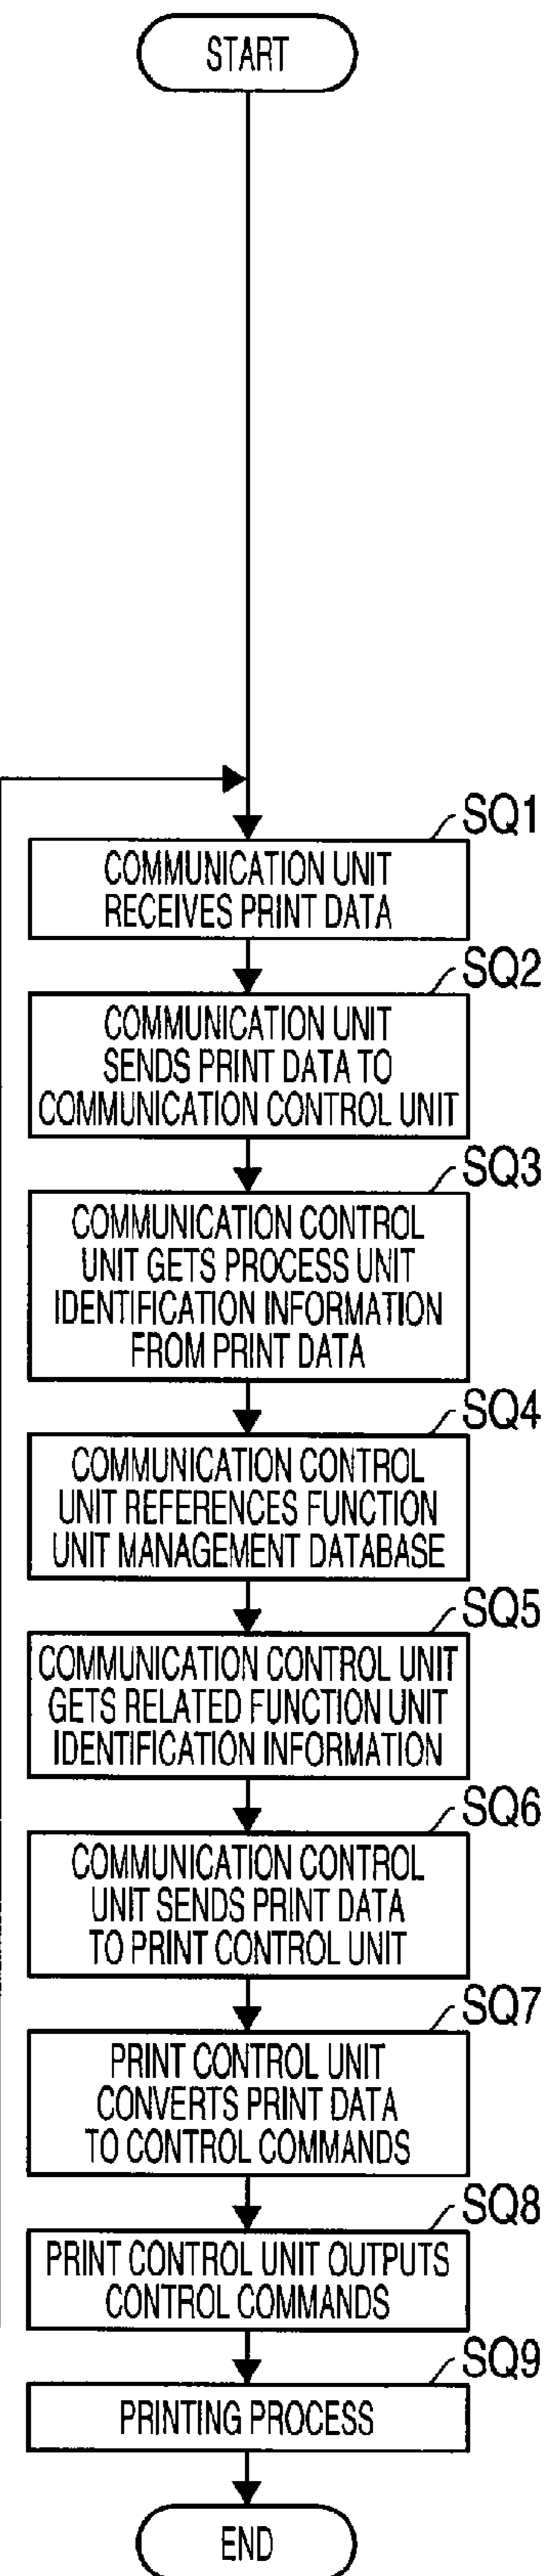 START
SQ1
COMMUNICATION UNIT
RECEIVES PRINT DATA
SQ2
COMMUNICATION UNIT
SENDS PRINT DATA TO
COMMUNICATION CONTROL UNIT
SQ3
COMMUNICATION CONTROL
UNIT GETS PROCESS UNIT
IDENTIFICATION INFORMATION
FROM PRINT DATA
SQ4
COMMUNICATION CONTROL
UNIT REFERENCES FUNCTION
UNIT MANAGEMENT DATABASE
SQ5
COMMUNICATION CONTROL UNIT
GETS RELATED FUNCTION UNIT
IDENTIFICATION INFORMATION
SQ6
COMMUNICATION CONTROL
UNIT SENDS PRINT DATA
TO PRINT CONTROL UNIT
SQ7
PRINT CONTROL UNIT
CONVERTS PRINT DATA
TO CONTROL COMMANDS
SQ8
PRINT CONTROL UNIT OUTPUTS
CONTROL COMMANDS
SQ9
PRINTING PROCESS
END